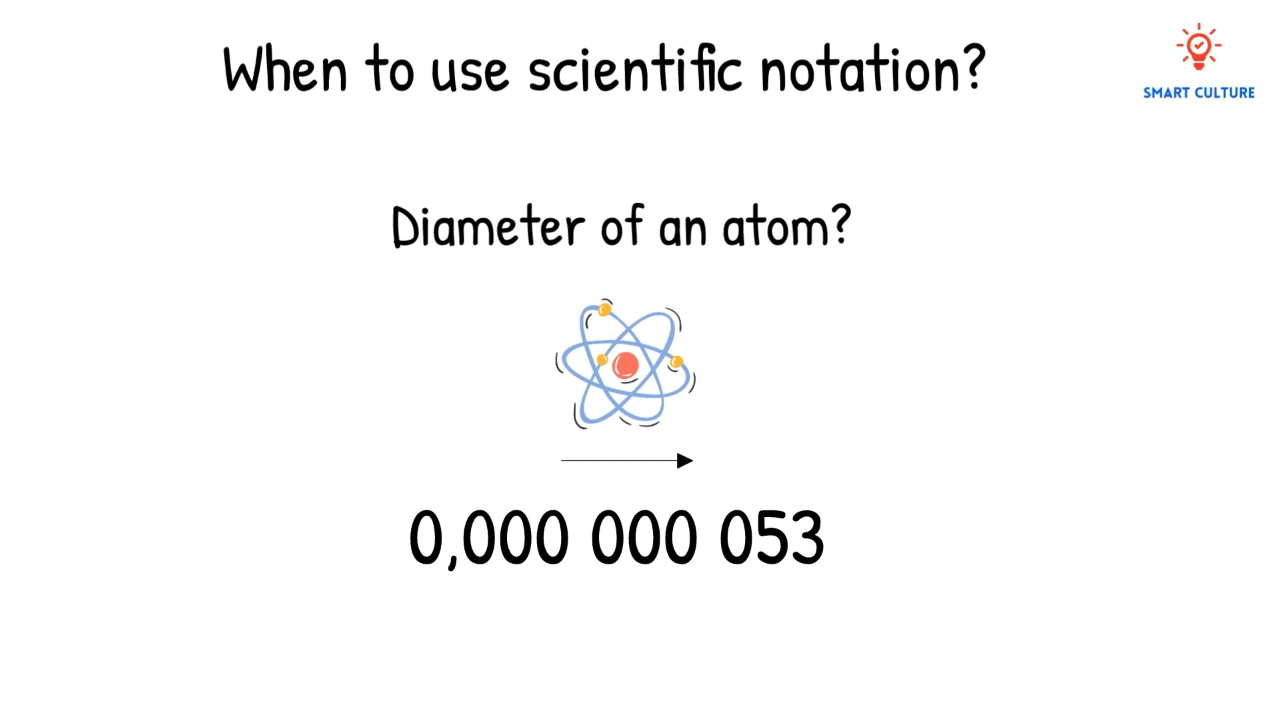 When to use scientific notation?
SMART CULTURE
Diameter of an atom?
0,000 000 053